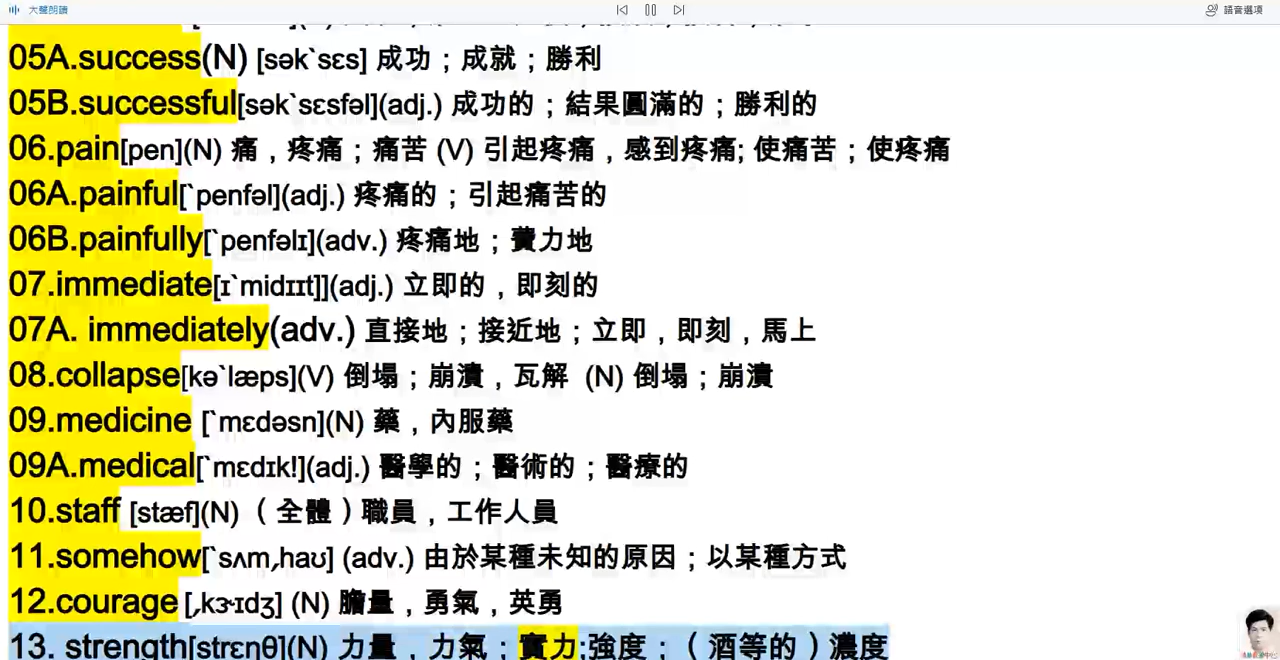 大聲朗讀 語音選項
05A.success(N) [sək`sɛs] 成功；成就；勝利
05B.successful[sək`sɛsfəl](adj.) 成功的；結果圓滿的；勝利的
06.pain[pen](N) 痛，疼痛；痛苦 (V) 引起疼痛，感到疼痛; 使痛苦；使疼痛
06A.painful[`penfəl](adj.) 疼痛的；引起痛苦的
06B.painfully[`penfəlɪ](adv.) 疼痛地；費力地
07.immediate[ɪ`midɪɪt]](adj.) 立即的，即刻的
07A. immediately(adv.) 直接地；接近地；立即，即刻，馬上
08.collapse[kə`læps](V) 倒塌；崩潰，瓦解 (N) 倒塌；崩潰
09.medicine [`mɛdəsn](N) 藥，內服藥
09A.medical[`mɛdɪk!](adj.) 醫學的；醫術的；醫療的
10.staff [stæf](N) （全體）職員，工作人員
11.somehow[`sʌm͵haʊ] (adv.) 由於某種未知的原因；以某種方式
12.courage [͵kɝɪdʒ] (N) 膽量，勇氣，英勇
13. strength[strɛŋθ](N) 力量，力氣；實力;強度；（酒等的）濃度